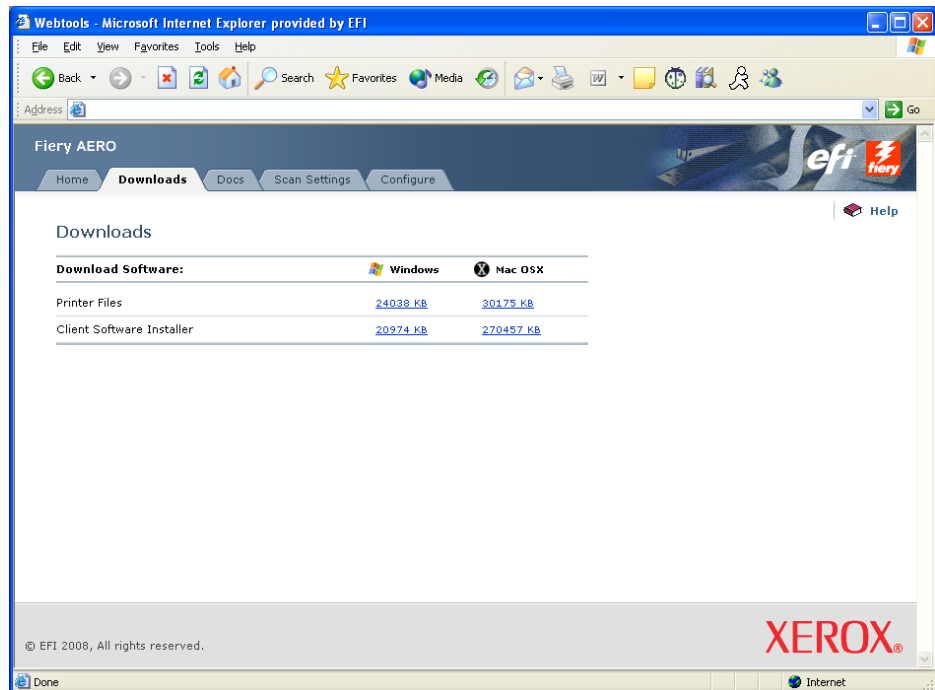 Webtools - Microsoft Internet Explorer provided by EFI
File Edit View Favorites Tools Help
Back Search Favorites Media
Address Go
Fiery AERO
efi fiery
Home Downloads Docs Scan Settings Configure
Help
Downloads
Download Software: Windows Mac OSX
Printer Files 24038 KB 30175 KB
Client Software Installer 20974 KB 270457 KB
© EFI 2008, All rights reserved.
XEROX®
Done Internet